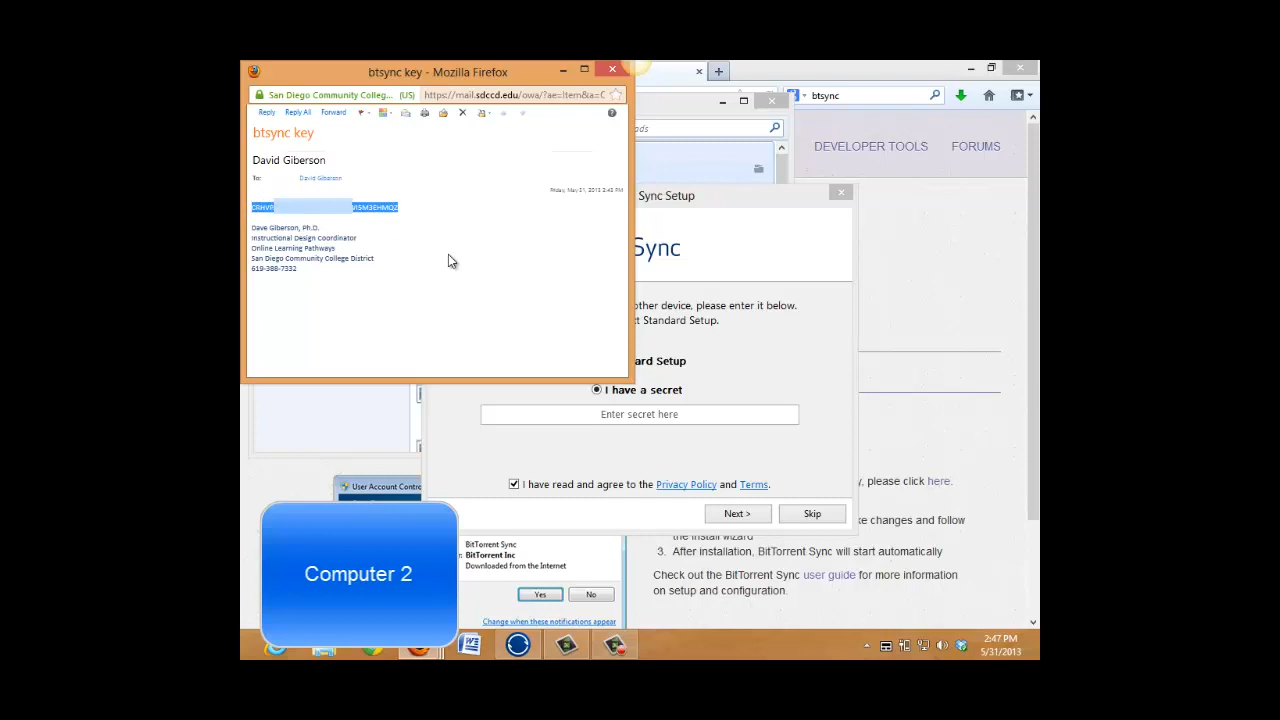 btsync key - Mozilla Firefox
San Diego Community Colleg... (US)
https://mail.sdccd.edu/owa/?ae=Item&a=O
btsync
Reply Reply All Forward
btsync key
David Giberson
To: David Giberson
Friday, May 31, 2013 2:45 PM
Dave Giberson, Ph.D.
Instructional Design Coordinator
Online Learning Pathways
San Diego Community College District
619-388-7332
ads
DEVELOPER TOOLS FORUMS
Sync Setup
Sync
other device, please enter it below.
t Standard Setup.
ard Setup
I have a secret
Enter secret here
I have read and agree to the Privacy Policy and Terms.
Next > Skip
User Account Contro
Computer 2
BitTorrent Sync
BitTorrent Inc
Downloaded from the Internet
Yes No
Change when these notifications appear
y, please click here.
ke changes and follow
the install wizard
3. After installation, BitTorrent Sync will start automatically
Check out the BitTorrent Sync user guide for more information
on setup and configuration.
2:47 PM
5/31/2013